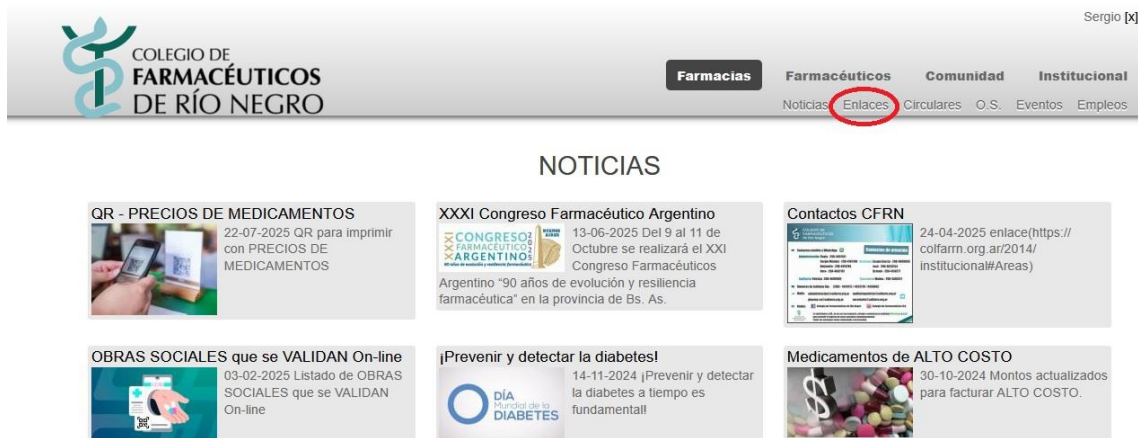 Sergio [x]
COLEGIO DE
FARMACÉUTICOS
DE RÍO NEGRO
Farmacias Farmacéuticos Comunidad Institucional
Noticias Enlaces Circulares O.S. Eventos Empleos
NOTICIAS
QR - PRECIOS DE MEDICAMENTOS
22-07-2025 QR para imprimir
con PRECIOS DE
MEDICAMENTOS
XXXI Congreso Farmacéutico Argentino
XXXI CONGRESO 2025
FARMACÉUTICO
ARGENTINO
13-06-2025 Del 9 al 11 de
Octubre se realizará el XXI
Congreso Farmacéuticos
Argentino “90 años de evolución y resiliencia
farmacéutica” en la provincia de Bs. As.
Contactos CFRN
24-04-2025 enlace(https://
colfarrn.org.ar/2014/
institucional#Areas)
OBRAS SOCIALES que se VALIDAN On-line
03-02-2025 Listado de OBRAS
SOCIALES que se VALIDAN
On-line
¡Prevenir y detectar la diabetes!
DÍA
Mundial de la
DIABETES
14-11-2024 ¡Prevenir y detectar
la diabetes a tiempo es
fundamental!
Medicamentos de ALTO COSTO
30-10-2024 Montos actualizados
para facturar ALTO COSTO.